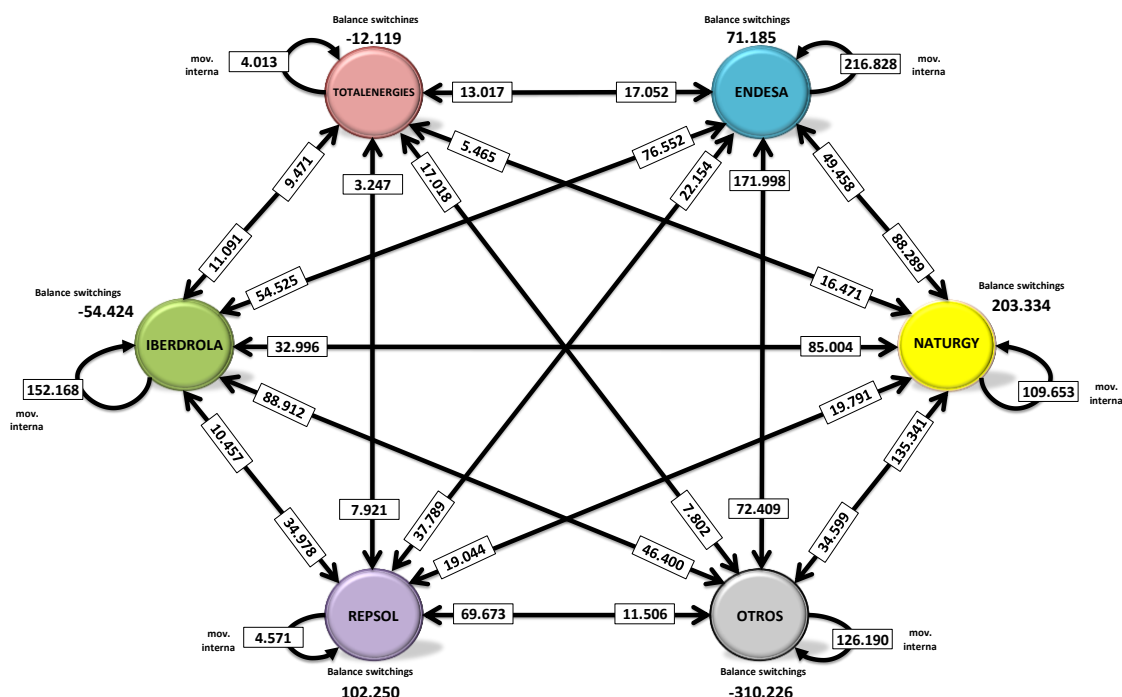 Balance switchings
-12.119
Balance switchings
71.185
mov.
interna
4.013
TOTALENERGIES
13.017
17.052
ENDESA
216.828
mov.
interna
9.471
3.247
17.018
5.465
76.552
22.154
171.998
49.458
11.091
54.525
16.471
88.289
Balance switchings
-54.424
Balance switchings
203.334
IBERDROLA
32.996
85.004
NATURGY
152.168
mov.
interna
109.653
mov.
interna
88.912
19.791
10.457
135.341
34.978
7.921
37.789
19.044
46.400
7.802
72.409
34.599
REPSOL
69.673
11.506
OTROS
mov.
interna
4.571
126.190
mov.
interna
Balance switchings
102.250
Balance switchings
-310.226